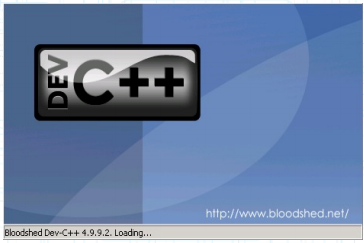 DEV C++
http://www.bloodshed.net/
Bloodshed Dev-C++ 4.9.9.2. Loading...